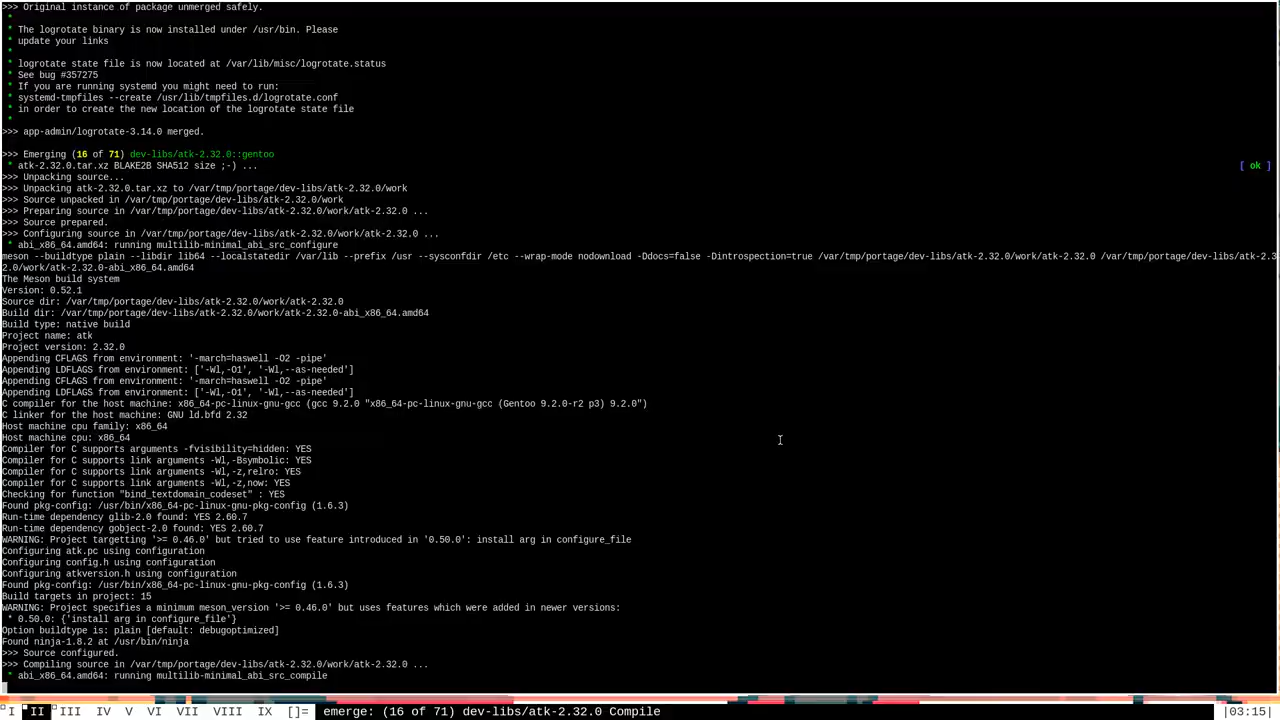 >>> Original instance of package unmerged safely.
 *
 * The logrotate binary is now installed under /usr/bin. Please
 * update your links
 *
 * logrotate state file is now located at /var/lib/misc/logrotate.status
 * See bug #357275
 * If you are running systemd you might need to run:
 * systemd-tmpfiles --create /usr/lib/tmpfiles.d/logrotate.conf
 * in order to create the new location of the logrotate state file
 *
>>> app-admin/logrotate-3.14.0 merged.
>>> Emerging (16 of 71) dev-libs/atk-2.32.0::gentoo
 * atk-2.32.0.tar.xz BLAKE2B SHA512 size ;-) ... [ ok ]
>>> Unpacking source...
>>> Unpacking atk-2.32.0.tar.xz to /var/tmp/portage/dev-libs/atk-2.32.0/work
>>> Source unpacked in /var/tmp/portage/dev-libs/atk-2.32.0/work
>>> Preparing source in /var/tmp/portage/dev-libs/atk-2.32.0/work/atk-2.32.0 ...
>>> Source prepared.
>>> Configuring source in /var/tmp/portage/dev-libs/atk-2.32.0/work/atk-2.32.0 ...
 * abi_x86_64.amd64: running multilib-minimal_abi_src_configure
meson --buildtype plain --libdir lib64 --localstatedir /var/lib --prefix /usr --sysconfdir /etc --wrap-mode nodownload -Ddocs=false -Dintrospection=true /var/tmp/portage/dev-libs/atk-2.32.0/work/atk-2.32.0 /var/tmp/portage/dev-libs/atk-2.3
2.0/work/atk-2.32.0-abi_x86_64.amd64
The Meson build system
Version: 0.52.1
Source dir: /var/tmp/portage/dev-libs/atk-2.32.0/work/atk-2.32.0
Build dir: /var/tmp/portage/dev-libs/atk-2.32.0/work/atk-2.32.0-abi_x86_64.amd64
Build type: native build
Project name: atk
Project version: 2.32.0
Appending CFLAGS from environment: '-march=haswell -O2 -pipe'
Appending LDFLAGS from environment: ['-Wl,-O1', '-Wl,--as-needed']
Appending CFLAGS from environment: '-march=haswell -O2 -pipe'
Appending LDFLAGS from environment: ['-Wl,-O1', '-Wl,--as-needed']
C compiler for the host machine: x86_64-pc-linux-gnu-gcc (gcc 9.2.0 "x86_64-pc-linux-gnu-gcc (Gentoo 9.2.0-r2 p3) 9.2.0")
C linker for the host machine: GNU ld.bfd 2.32
Host machine cpu family: x86_64
Host machine cpu: x86_64
Compiler for C supports arguments -fvisibility=hidden: YES
Compiler for C supports link arguments -Wl,-Bsymbolic: YES
Compiler for C supports link arguments -Wl,-z,relro: YES
Compiler for C supports link arguments -Wl,-z,now: YES
Checking for function "bind_textdomain_codeset" : YES
Found pkg-config: /usr/bin/x86_64-pc-linux-gnu-pkg-config (1.6.3)
Run-time dependency glib-2.0 found: YES 2.60.7
Run-time dependency gobject-2.0 found: YES 2.60.7
WARNING: Project targetting '>= 0.46.0' but tried to use feature introduced in '0.50.0': install arg in configure_file
Configuring atk.pc using configuration
Configuring config.h using configuration
Configuring atkversion.h using configuration
Found pkg-config: /usr/bin/x86_64-pc-linux-gnu-pkg-config (1.6.3)
Build targets in project: 15
WARNING: Project specifies a minimum meson_version '>= 0.46.0' but uses features which were added in newer versions:
 * 0.50.0: {'install arg in configure_file'}
Option buildtype is: plain [default: debugoptimized]
Found ninja-1.8.2 at /usr/bin/ninja
>>> Source configured.
>>> Compiling source in /var/tmp/portage/dev-libs/atk-2.32.0/work/atk-2.32.0 ...
 * abi_x86_64.amd64: running multilib-minimal_abi_src_compile
I II III IV V VI VII VIII IX []= emerge: (16 of 71) dev-libs/atk-2.32.0 Compile |03:15|